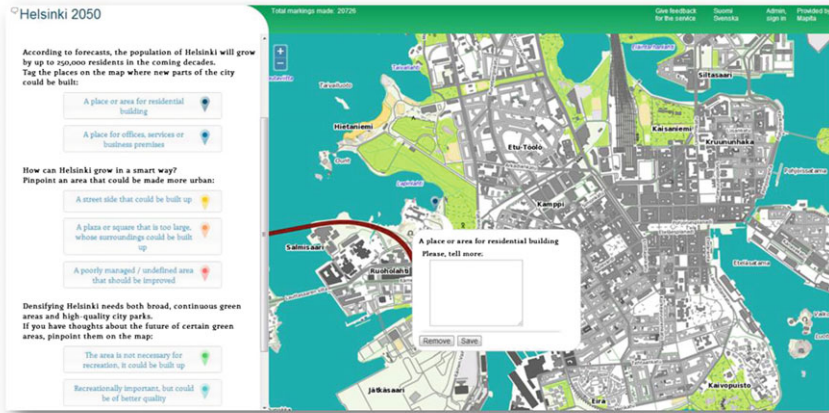 Helsinki 2050
Total markings made: 20726
Give feedback
for the service
Suomi
Svenska
Admin,
sign in
Provided by
Mapita
According to forecasts, the population of Helsinki will grow
by up to 250,000 residents in the coming decades.
Tag the places on the map where new parts of the city
could be built:
A place or area for residential
building
A place for offices, services or
business premises
How can Helsinki grow in a smart way?
Pinpoint an area that could be made more urban:
A street side that could be built up
A plaza or square that is too large,
whose surroundings could be built
up
A poorly managed / undefined area
that should be improved
Densifying Helsinki needs both broad, continuous green
areas and high-quality city parks.
If you have thoughts about the future of certain green
areas, pinpoint them on the map:
The area is not necessary for
recreation, it could be built up
Recreationally important, but could
be of better quality
+
-
Siltasaari
Hietaniemi
Kaisaniemi
Kruununhaka
Etu-Töölö
Kamppi
Lapinlahti
Salmisaari
Ruoholahti
A place or area for residential building
Please, tell more:
Remove
Save
Eteläsatama
Jätkäsaari
Eira
Kaivopuisto